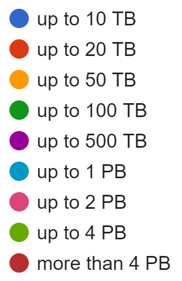 up to 10 TB
up to 20 TB
up to 50 TB
up to 100 TB
up to 500 TB
up to 1 PB
up to 2 PB
up to 4 PB
more than 4 PB